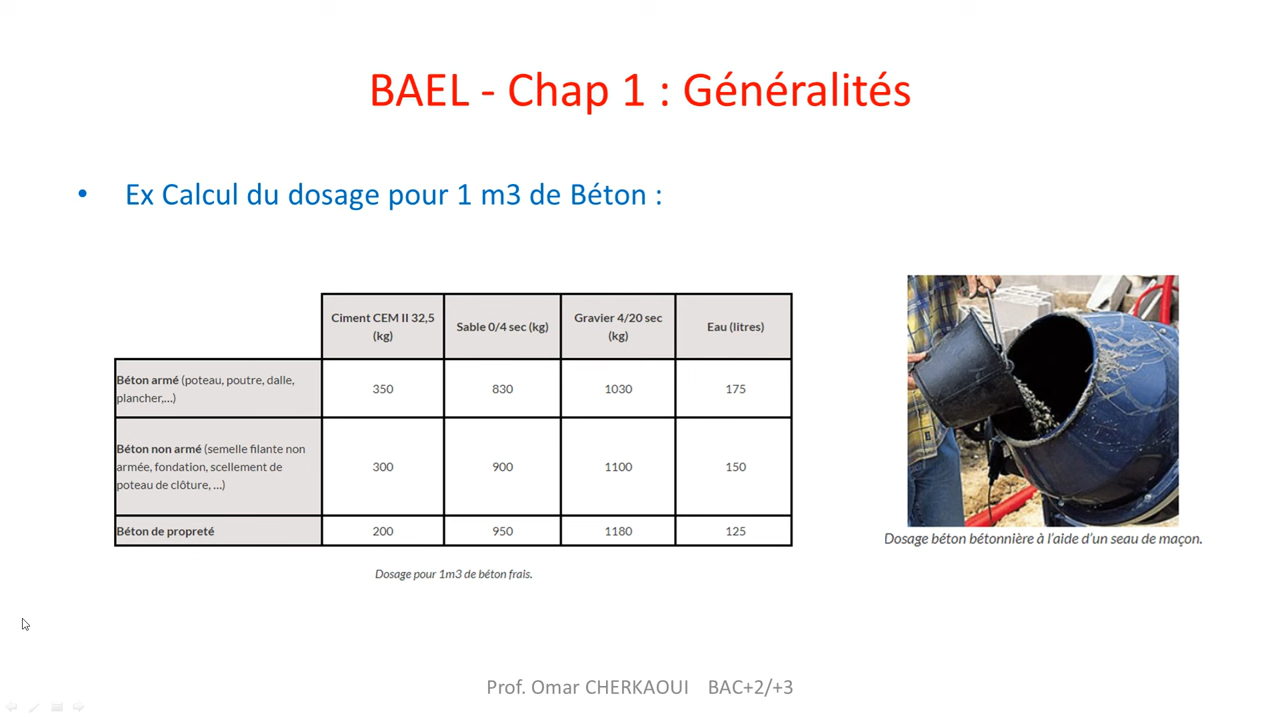 BAEL - Chap 1 : Généralités
• Ex Calcul du dosage pour 1 m3 de Béton :
Ciment CEM II 32,5
(kg)
Sable 0/4 sec (kg)
Gravier 4/20 sec
(kg)
Eau (litres)
Béton armé (poteau, poutre, dalle,
plancher,...)
350
830
1030
175
Béton non armé (semelle filante non
armée, fondation, scellement de
poteau de clôture, ...)
300
900
1100
150
Béton de propreté
200
950
1180
125
Dosage pour 1m3 de béton frais.
Dosage béton bétonnière à l'aide d'un seau de maçon.
Prof. Omar CHERKAOUI BAC+2/+3